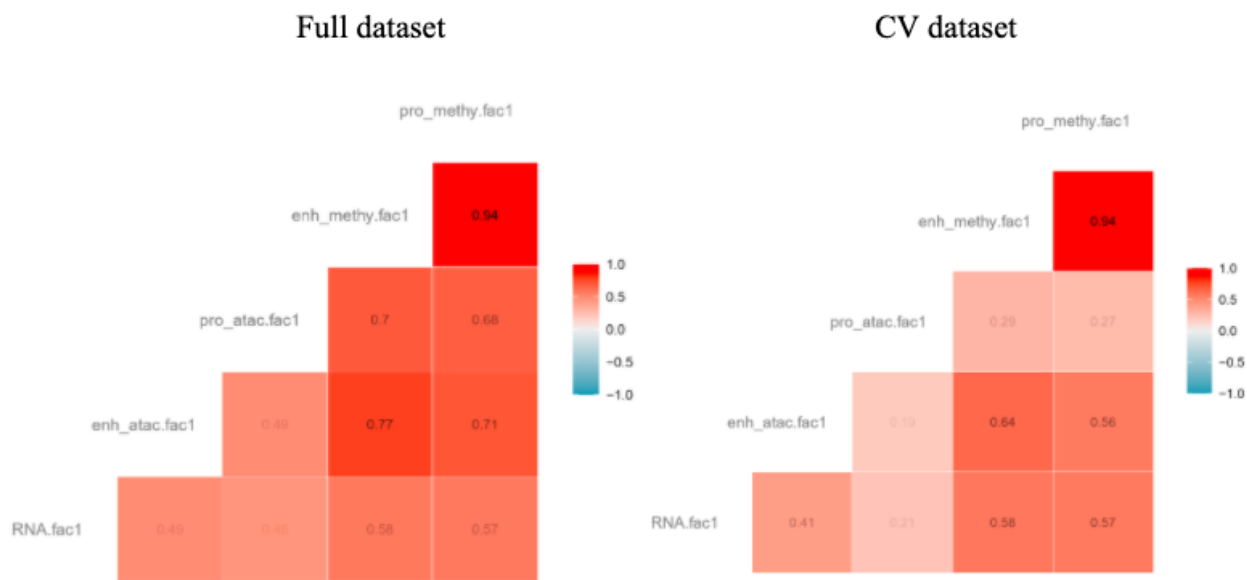 Full dataset
CV dataset
pro_methy.fac1
enh_methy.fac1
0.94
pro_atac.fac1
0.7
0.68
enh_atac.fac1
0.49
0.77
0.71
RNA.fac1
0.49
0.46
0.58
0.57
1.0
0.5
0.0
−0.5
−1.0
pro_methy.fac1
enh_methy.fac1
0.94
pro_atac.fac1
0.29
0.27
enh_atac.fac1
0.19
0.64
0.56
RNA.fac1
0.41
0.21
0.58
0.57
1.0
0.5
0.0
−0.5
−1.0